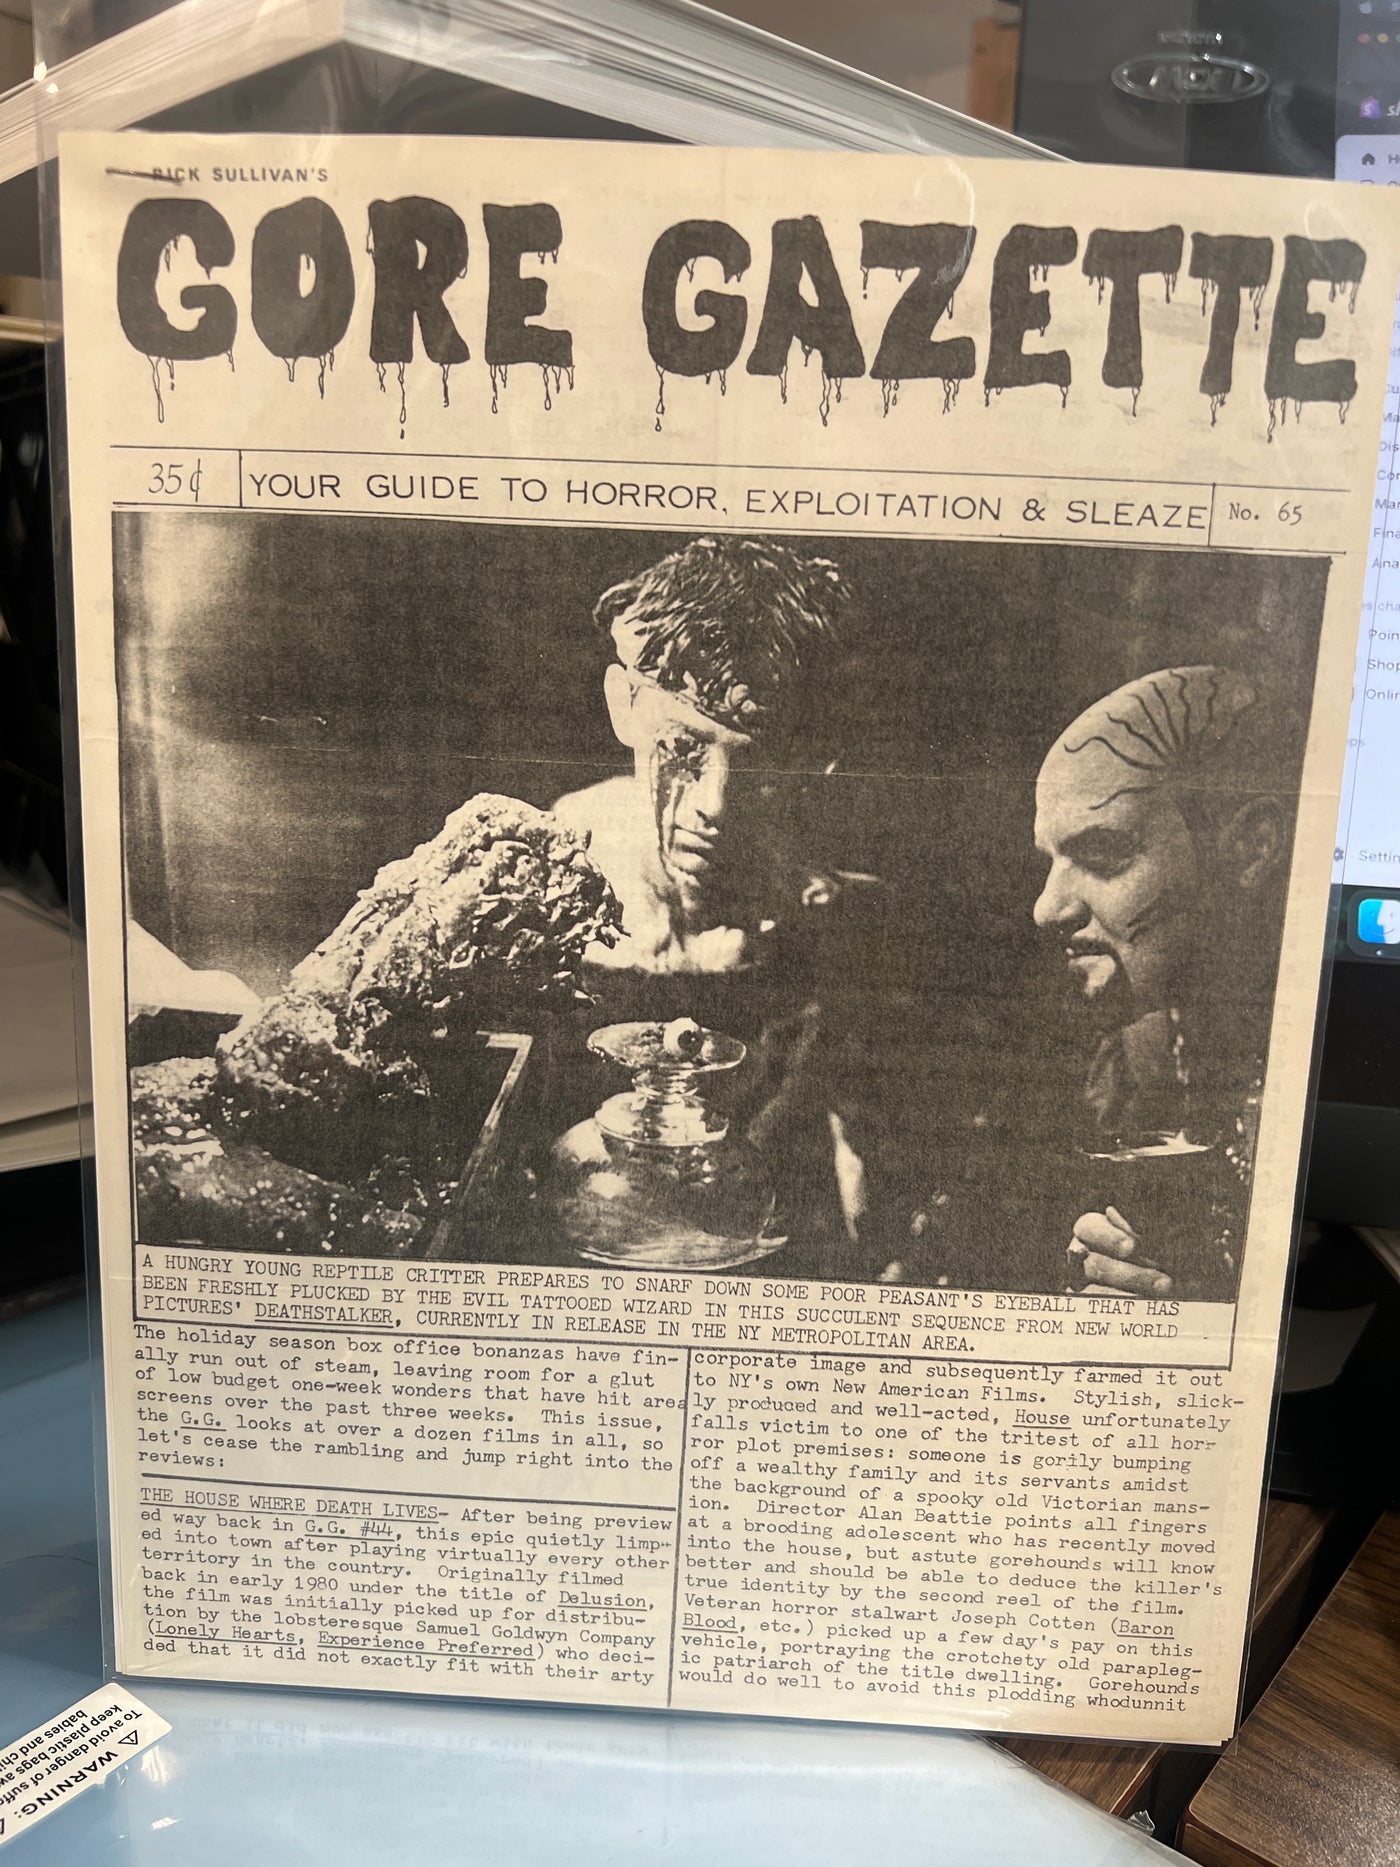 RICK SULLIVAN'S
GORE GAZETTE
35¢
YOUR GUIDE TO HORROR, EXPLOITATION & SLEAZE
No. 65
A HUNGRY YOUNG REPTILE CRITTER PREPARES TO SNARF DOWN SOME POOR PEASANT'S EYEBALL THAT HAS
BEEN FRESHLY PLUCKED BY THE EVIL TATTOOED WIZARD IN THIS SUCCULENT SEQUENCE FROM NEW WORLD
PICTURES' DEATHSTALKER, CURRENTLY IN RELEASE IN THE NY METROPOLITAN AREA.
The holiday season box office bonanzas have fin-
ally run out of steam, leaving room for a glut
of low budget one-week wonders that have hit area
screens over the past three weeks. This issue,
the G.G. looks at over a dozen films in all, so
let's cease the rambling and jump right into the
reviews:
THE HOUSE WHERE DEATH LIVES- After being preview
ed way back in G.G. #44, this epic quietly limp-
ed into town after playing virtually every other
territory in the country. Originally filmed
back in early 1980 under the title of Delusion,
the film was initially picked up for distribu-
tion by the lobsteresque Samuel Goldwyn Company
(Lonely Hearts, Experience Preferred) who deci-
ded that it did not exactly fit with their arty
corporate image and subsequently farmed it out
to NY's own New American Films. Stylish, slick-
ly produced and well-acted, House unfortunately
falls victim to one of the tritest of all hor-
ror plot premises: someone is gorily bumping
off a wealthy family and its servants amidst
the background of a spooky old Victorian mans-
ion. Director Alan Beattie points all fingers
at a brooding adolescent who has recently moved
into the house, but astute gorehounds will know
better and should be able to deduce the killer's
true identity by the second reel of the film.
Veteran horror stalwart Joseph Cotten (Baron
Blood, etc.) picked up a few day's pay on this
vehicle, portraying the crotchety old parapleg-
ic patriarch of the title dwelling. Gorehounds
would do well to avoid this plodding whodunnit
WARNING:
To avoid danger of
keep plastic bags
babies and
Settin